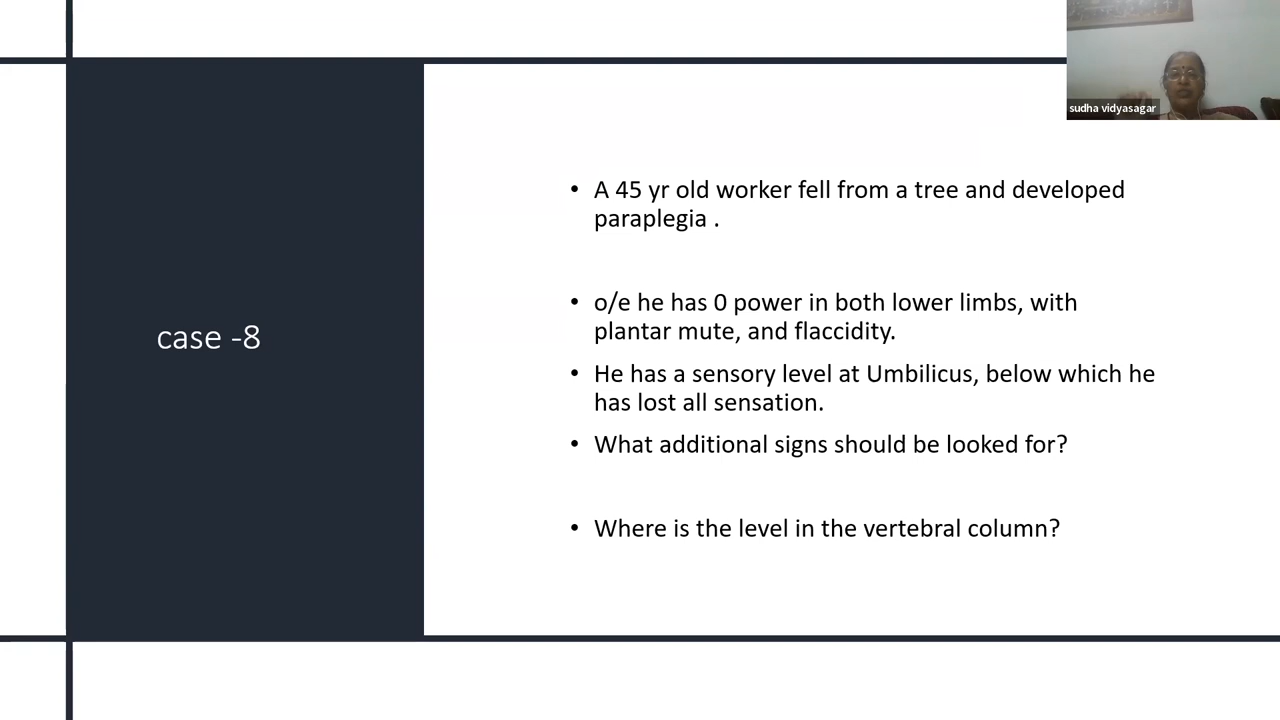 sudha vidyasagar
case -8
• A 45 yr old worker fell from a tree and developed
paraplegia .
• o/e he has 0 power in both lower limbs, with
plantar mute, and flaccidity.
• He has a sensory level at Umbilicus, below which he
has lost all sensation.
• What additional signs should be looked for?
• Where is the level in the vertebral column?